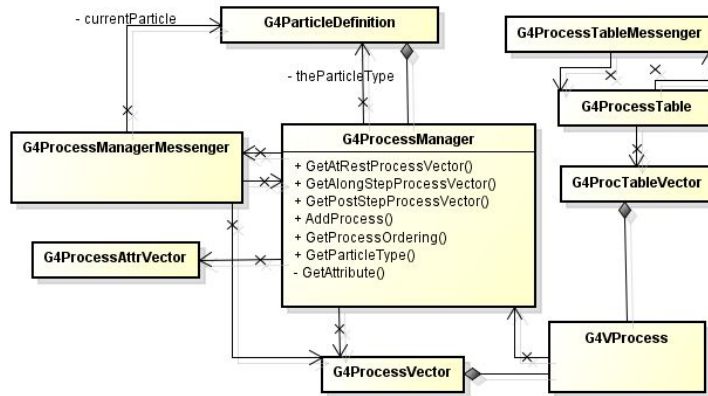 - currentParticle
G4ParticleDefinition
G4ProcessTableMessenger
- theParticleType
G4ProcessTable
G4ProcessManager
G4ProcessManagerMessenger
+ GetAtRestProcessVector()
+ GetAlongStepProcessVector()
+ GetPostStepProcessVector()
+ AddProcess()
+ GetProcessOrdering()
+ GetParticleType()
- GetAttribute()
G4ProcTableVector
G4ProcessAttrVector
G4VProcess
G4ProcessVector